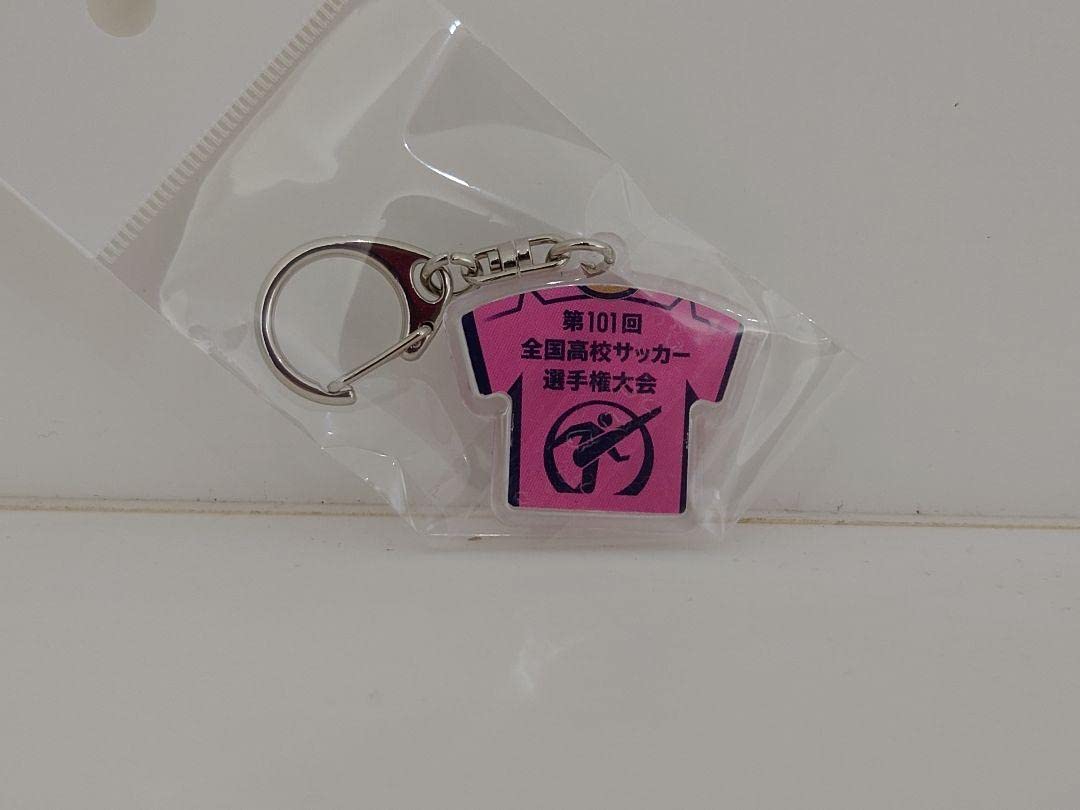 第101回
全国高校サッカー
選手権大会